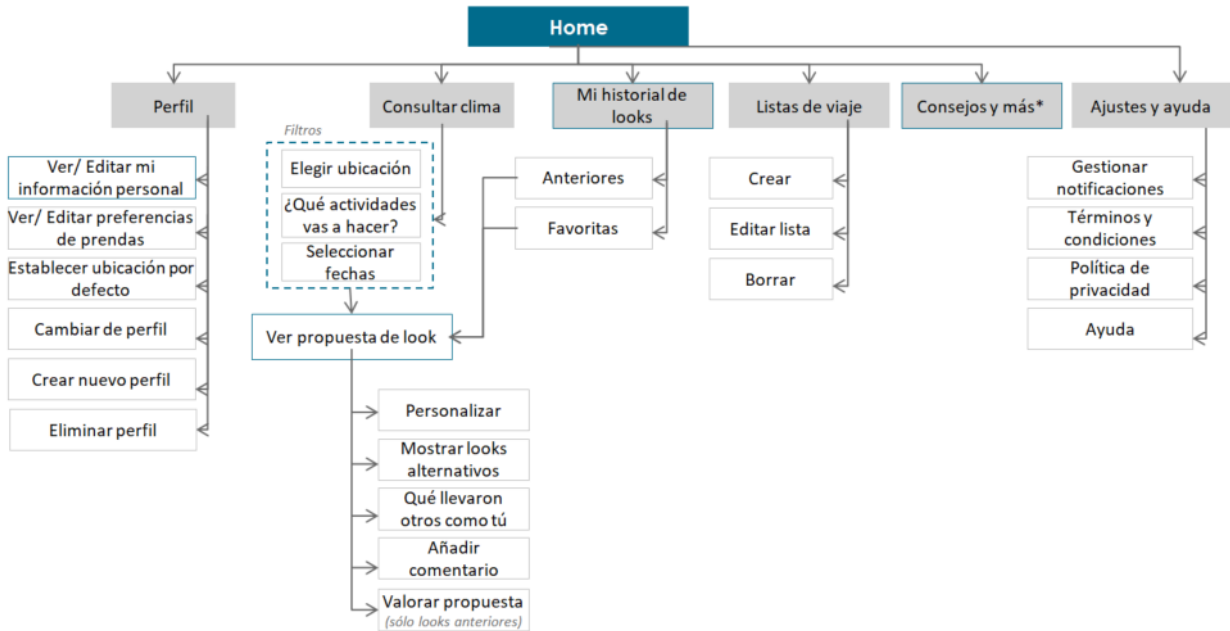 Home
Perfil
Consultar clima
Mi historial de
looks
Listas de viaje
Consejos y más*
Ajustes y ayuda
Ver/ Editar mi
información personal
Ver/ Editar preferencias
de prendas
Establecer ubicación por
defecto
Cambiar de perfil
Crear nuevo perfil
Eliminar perfil
Filtros
Elegir ubicación
¿Qué actividades
vas a hacer?
Seleccionar
fechas
Ver propuesta de look
Personalizar
Mostrar looks
alternativos
Qué llevaron
otros como tú
Añadir
comentario
Valorar propuesta
(sólo looks anteriores)
Anteriores
Favoritas
Crear
Editar lista
Borrar
Gestionar
notificaciones
Términos y
condiciones
Política de
privacidad
Ayuda